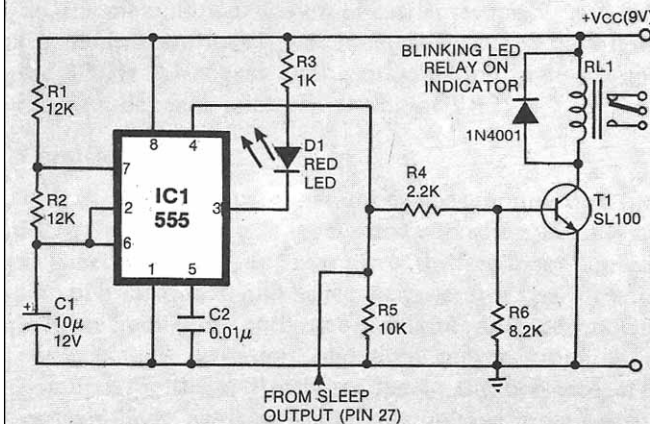 +VCC(9V)
BLINKING LED
RELAY ON
INDICATOR
RL1
1N4001
R3
1K
R1
12K
8
4
D1
RED
LED
7
IC1
555
2
3
6
1
5
R2
12K
R4
2.2K
T1
SL100
+
C1
10μ
12V
C2
0.01μ
R5
10K
R6
8.2K
FROM SLEEP
OUTPUT (PIN 27)